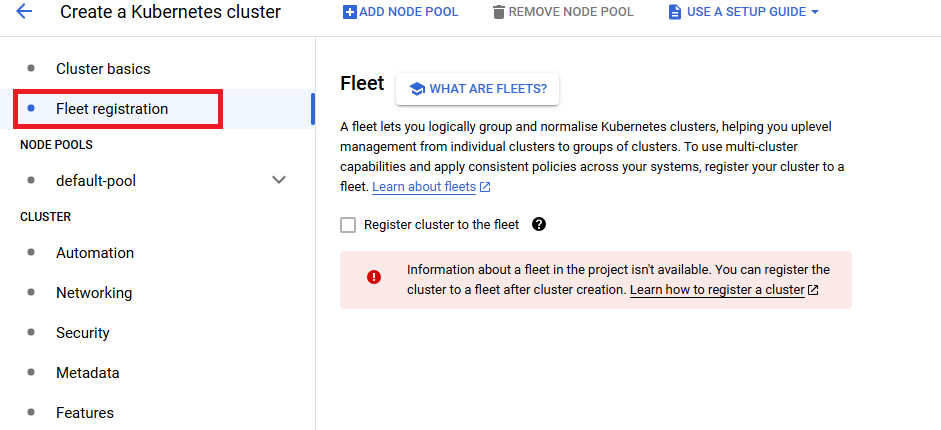 Create a Kubernetes cluster
ADD NODE POOL
REMOVE NODE POOL
USE A SETUP GUIDE
Cluster basics
Fleet registration
NODE POOLS
default-pool
CLUSTER
Automation
Networking
Security
Metadata
Features
Fleet
WHAT ARE FLEETS?
A fleet lets you logically group and normalise Kubernetes clusters, helping you uplevel
management from individual clusters to groups of clusters. To use multi-cluster
capabilities and apply consistent policies across your systems, register your cluster to a
fleet. Learn about fleets
Register cluster to the fleet
Information about a fleet in the project isn't available. You can register the
cluster to a fleet after cluster creation. Learn how to register a cluster